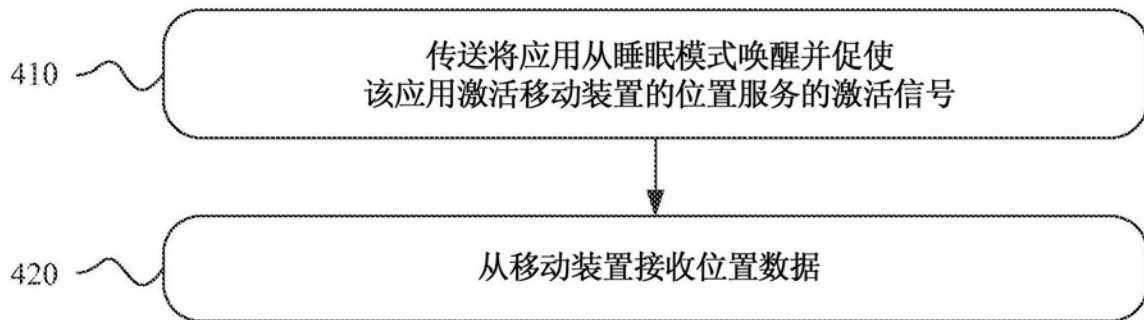 410
传送将应用从睡眠模式唤醒并促使
该应用激活移动装置的位置服务的激活信号
420
从移动装置接收位置数据